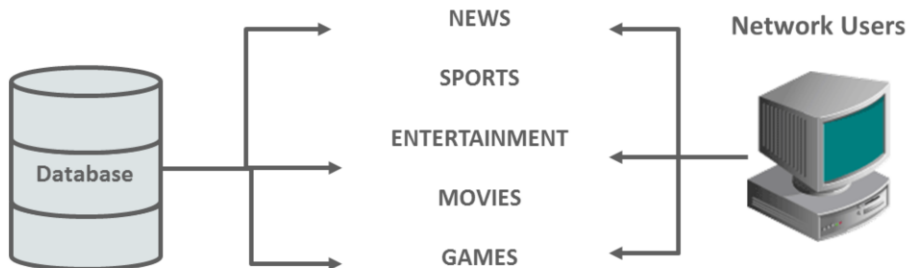 NEWS
Network Users
SPORTS
ENTERTAINMENT
Database
MOVIES
GAMES